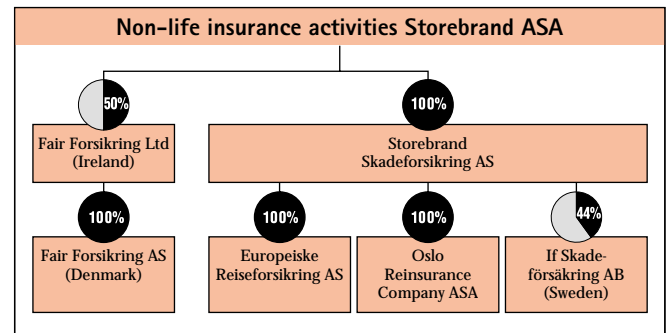 Non-life insurance activities Storebrand ASA
50%
100%
Fair Forsikring Ltd
(Ireland)
Storebrand
Skadeforsikring AS
100%
100%
100%
44%
Fair Forsikring AS
(Denmark)
Europeiske
Reiseforsikring AS
Oslo
Reinsurance
Company ASA
If Skade-
försäkring AB
(Sweden)